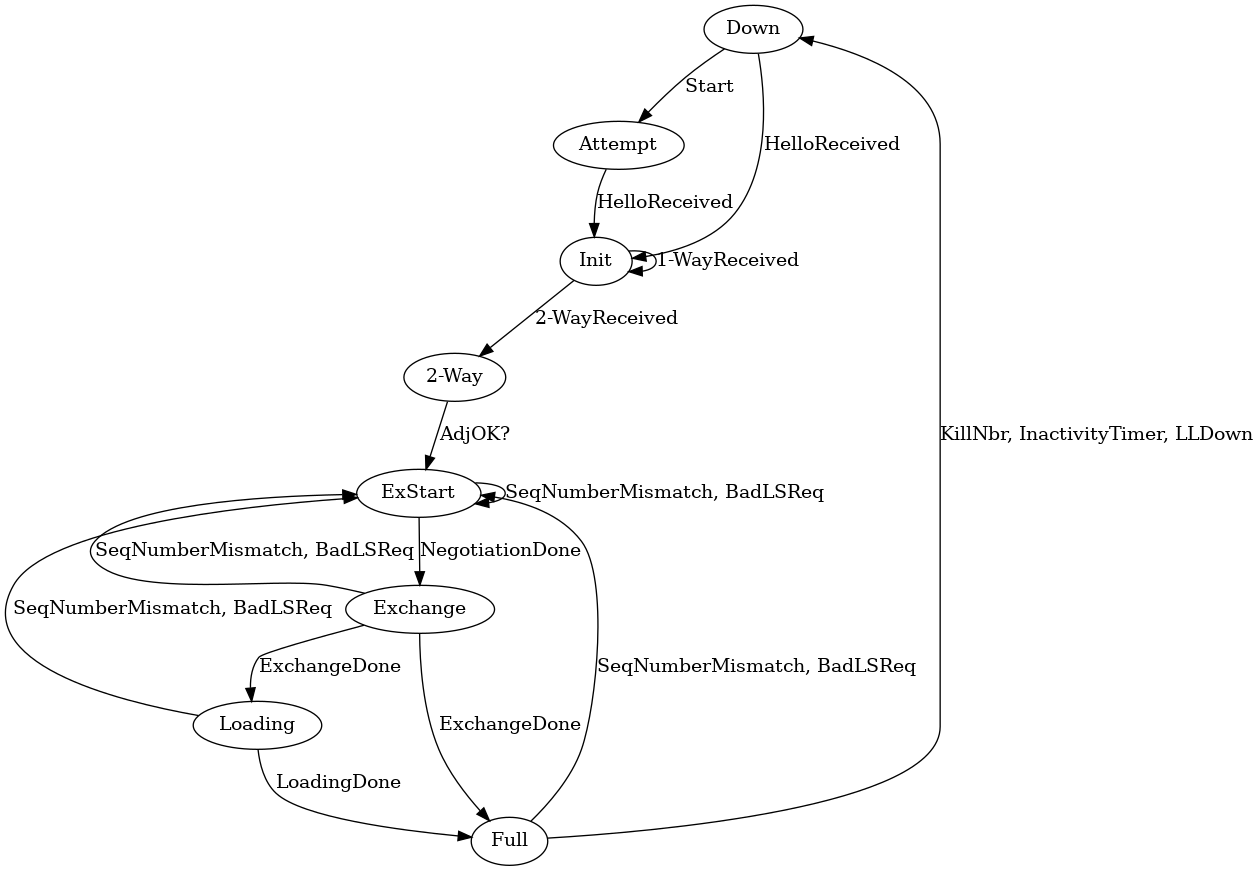 Down
Start
Attempt
HelloReceived
HelloReceived
Init
1-WayReceived
2-WayReceived
2-Way
AdjOK?
KillNbr, InactivityTimer, LLDown
ExStart
SeqNumberMismatch, BadLSReq
SeqNumberMismatch, BadLSReq
NegotiationDone
SeqNumberMismatch, BadLSReq
Exchange
ExchangeDone
SeqNumberMismatch, BadLSReq
Loading
ExchangeDone
LoadingDone
Full